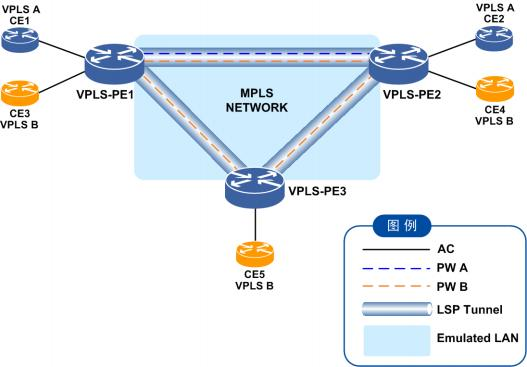 VPLS A
CE1
VPLS A
CE2
VPLS-PE1
VPLS-PE2
MPLS
NETWORK
CE3
VPLS B
CE4
VPLS B
VPLS-PE3
CE5
VPLS B
图 例
AC
PW A
PW B
LSP Tunnel
Emulated LAN